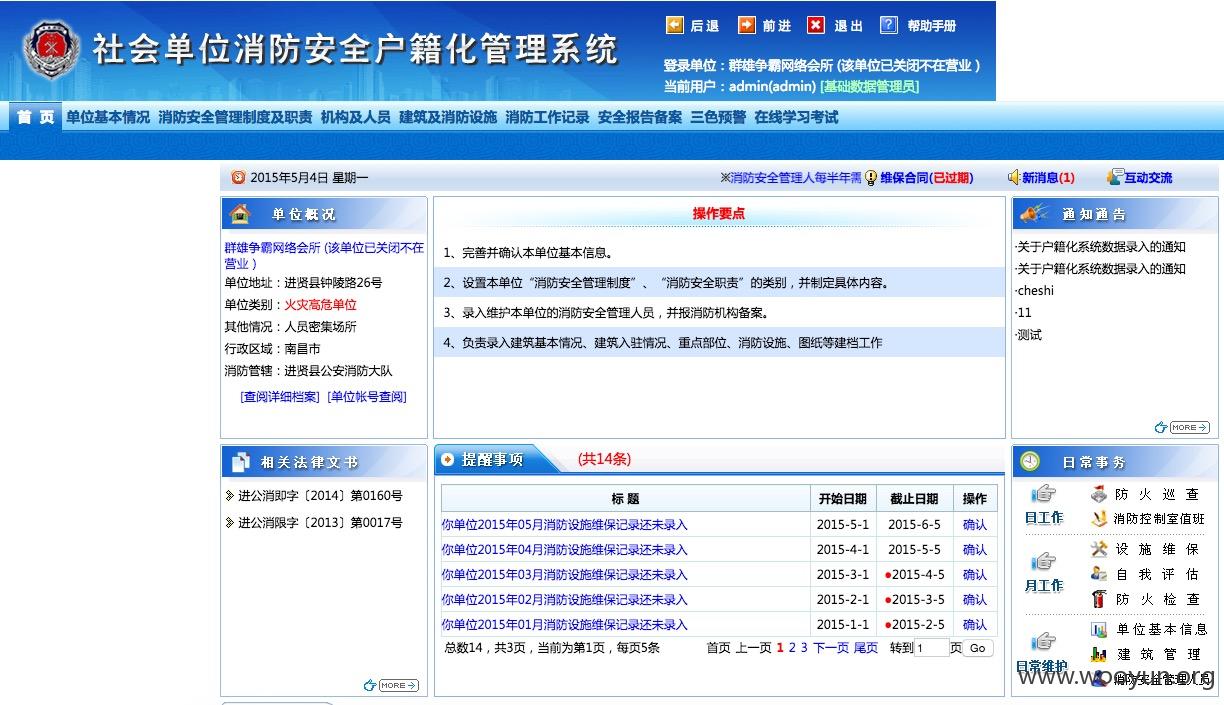 社会单位消防安全户籍化管理系统
后退 前进 退出 帮助手册
登录单位：群雄争霸网络会所 (该单位已关闭不在营业 )
当前用户：admin(admin) [基础数据管理员]
首 页 单位基本情况 消防安全管理制度及职责 机构及人员 建筑及消防设施 消防工作记录 安全报告备案 三色预警 在线学习考试
2015年5月4日 星期一 ※消防安全管理人每半年需 维保合同(已过期) 新消息(1) 互动交流
单位概况
群雄争霸网络会所 (该单位已关闭不在
营业 )
单位地址：进贤县钟陵路26号
单位类别：火灾高危单位
其他情况：人员密集场所
行政区域：南昌市
消防管辖：进贤县公安消防大队
[查阅详细档案] [单位帐号查阅]
操作要点
1、完善并确认本单位基本信息。
2、设置本单位“消防安全管理制度”、“消防安全职责”的类别，并制定具体内容。
3、录入维护本单位的消防安全管理人员，并报消防机构备案。
4、负责录入建筑基本情况、建筑入驻情况、重点部位、消防设施、图纸等建档工作
通知通告
·关于户籍化系统数据录入的通知
·关于户籍化系统数据录入的通知
·cheshi
·11
·测试
MORE
相关法律文书
进公消即字〔2014〕第0160号
进公消限字〔2013〕第0017号
MORE
提醒事项 (共14条)
标 题 开始日期 截止日期 操作
你单位2015年05月消防设施维保记录还未录入 2015-5-1 2015-6-5 确认
你单位2015年04月消防设施维保记录还未录入 2015-4-1 2015-5-5 确认
你单位2015年03月消防设施维保记录还未录入 2015-3-1 ●2015-4-5 确认
你单位2015年02月消防设施维保记录还未录入 2015-2-1 ●2015-3-5 确认
你单位2015年01月消防设施维保记录还未录入 2015-1-1 ●2015-2-5 确认
总数14，共3页，当前为第1页，每页5条 首页 上一页 1 2 3 下一页 尾页 转到 1 页 Go
日常事务
日工作
防 火 巡 查
消防控制室值班
月工作
设 施 维 保
自 我 评 估
防 火 检 查
日常维护
单位基本信息
建 筑 管 理
消防安全管理人员
www.wooyun.org